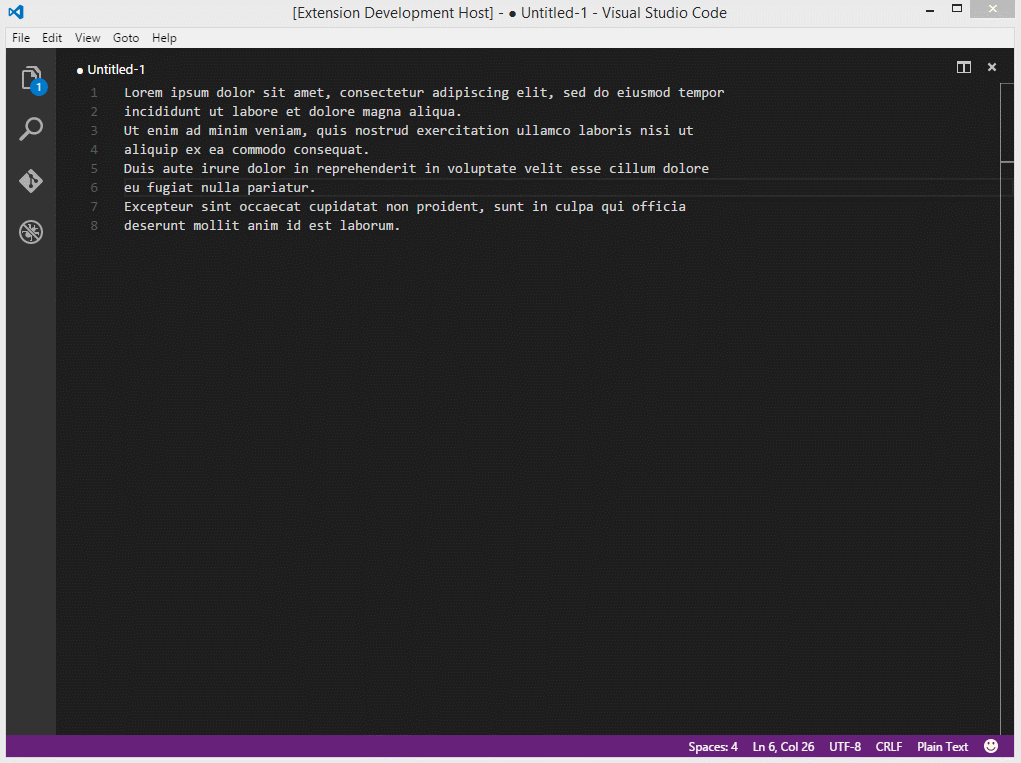 [Extension Development Host] - ● Untitled-1 - Visual Studio Code
File Edit View Goto Help
● Untitled-1
1
1 Lorem ipsum dolor sit amet, consectetur adipiscing elit, sed do eiusmod tempor
2 incididunt ut labore et dolore magna aliqua.
3 Ut enim ad minim veniam, quis nostrud exercitation ullamco laboris nisi ut
4 aliquip ex ea commodo consequat.
5 Duis aute irure dolor in reprehenderit in voluptate velit esse cillum dolore
6 eu fugiat nulla pariatur.
7 Excepteur sint occaecat cupidatat non proident, sunt in culpa qui officia
8 deserunt mollit anim id est laborum.
Spaces: 4 Ln 6, Col 26 UTF-8 CRLF Plain Text